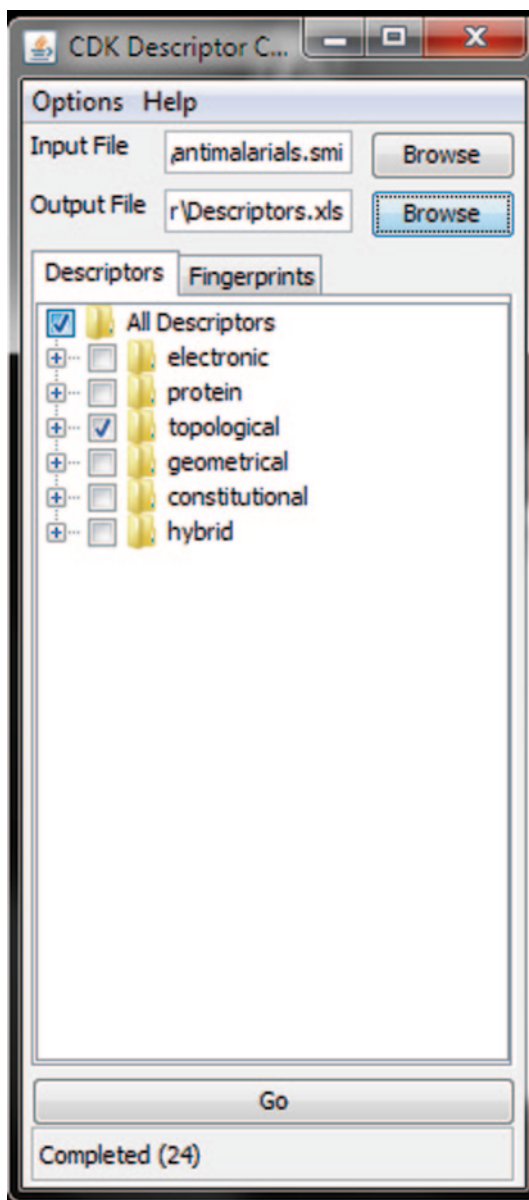 CDK Descriptor C...
Options Help
Input File antimalarials.smi Browse
Output File r\Descriptors.xls Browse
Descriptors Fingerprints
All Descriptors
electronic
protein
topological
geometrical
constitutional
hybrid
Go
Completed (24)